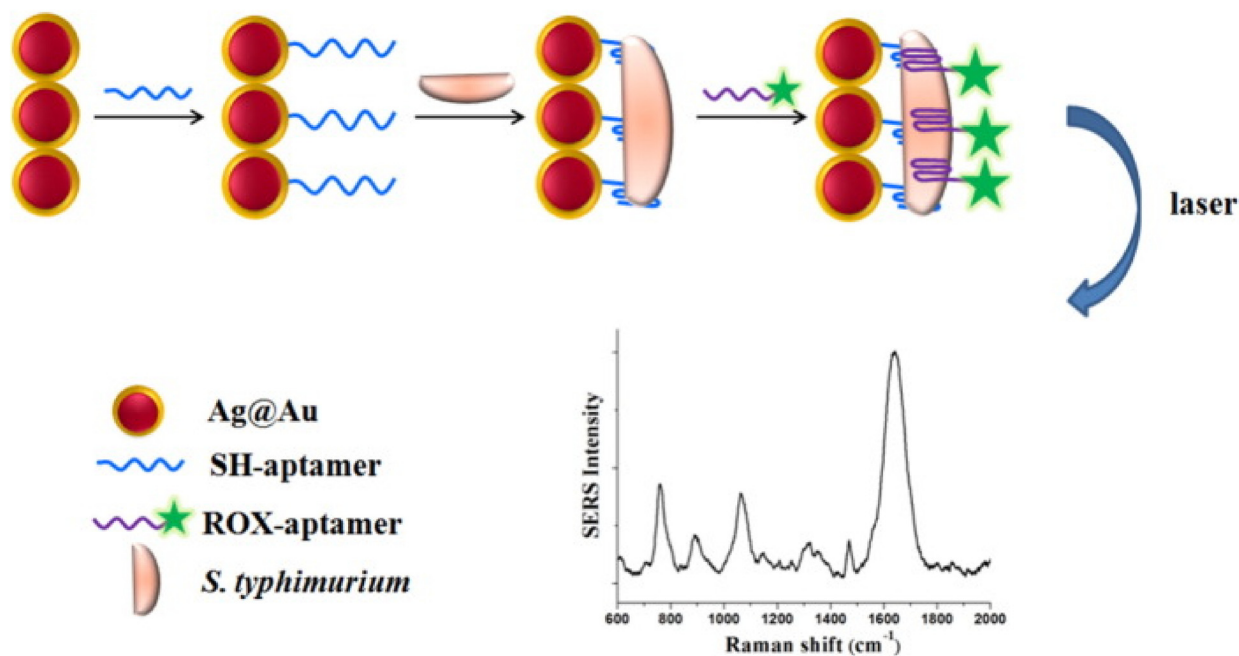 laser
Ag@Au
SH-aptamer
ROX-aptamer
S. typhimurium
SERS Intensity
600 800 1000 1200 1400 1600 1800 2000
Raman shift (cm⁻¹)